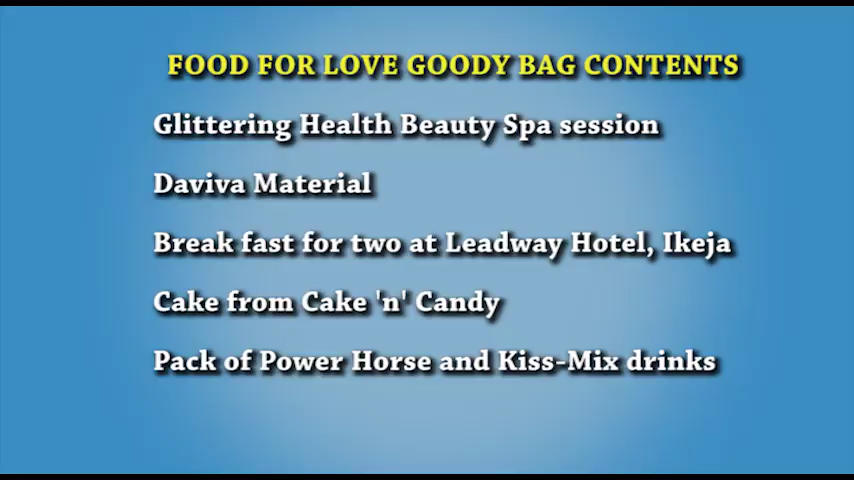 FOOD FOR LOVE GOODY BAG CONTENTS
Glittering Health Beauty Spa session
Daviva Material
Break fast for two at Leadway Hotel, Ikeja
Cake from Cake 'n' Candy
Pack of Power Horse and Kiss-Mix drinks